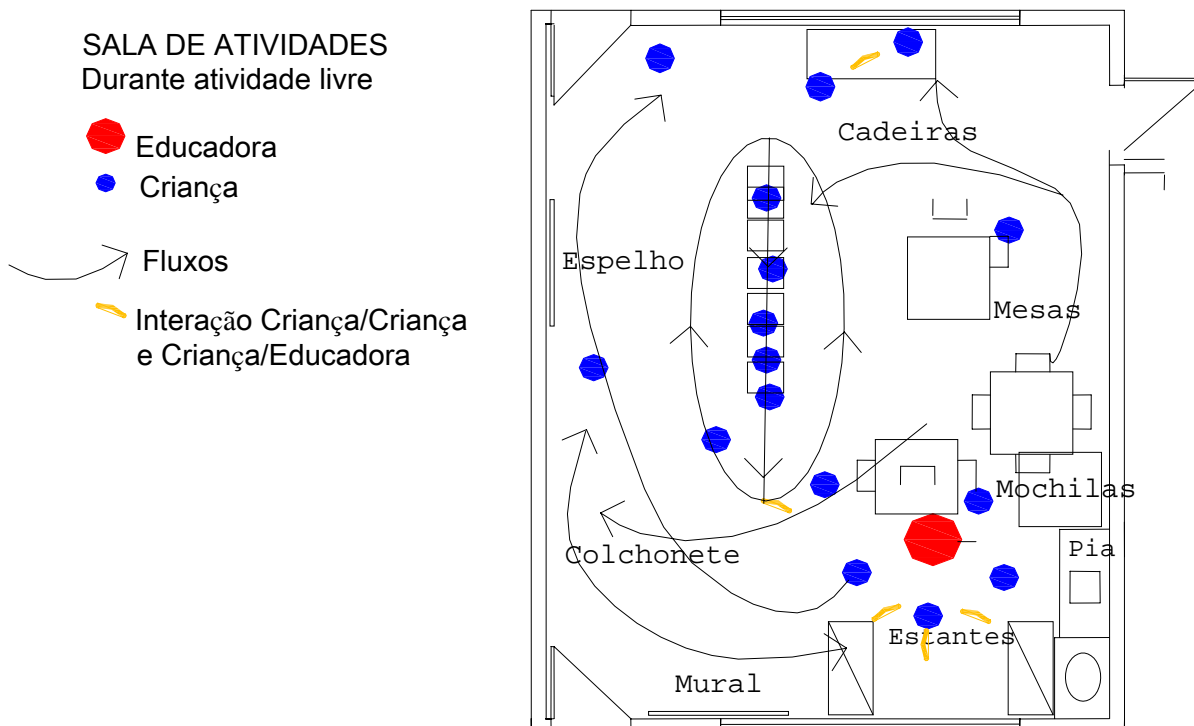 SALA DE ATIVIDADES
Durante atividade livre
Educadora
Criança
Fluxos
Interação Criança/Criança
e Criança/Educadora
Cadeiras
Espelho
Mesas
Mochilas
Colchonete
Pia
Estantes
Mural